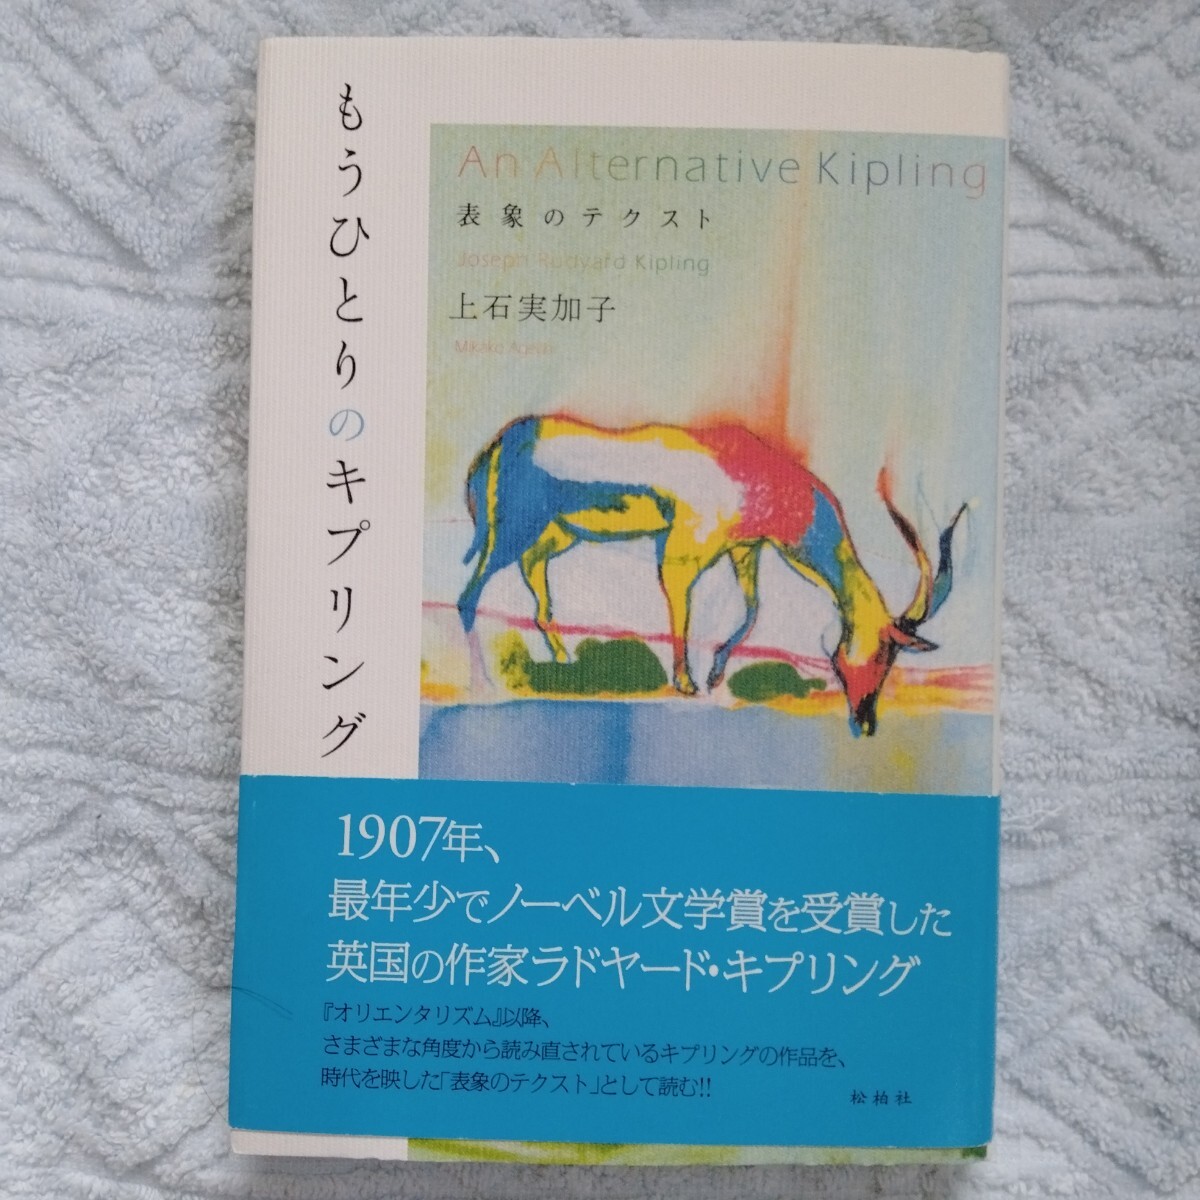 もうひとりのキプリング
An Alternative Kipling
表象のテクスト
Joseph Rudyard Kipling
上石実加子
Mikako Ageishi
1907年、
最年少でノーベル文学賞を受賞した
英国の作家ラドヤード・キプリング
『オリエンタリズム』以降、
さまざまな角度から読み直されているキプリングの作品を、
時代を映した「表象のテクスト」として読む!!
松柏社